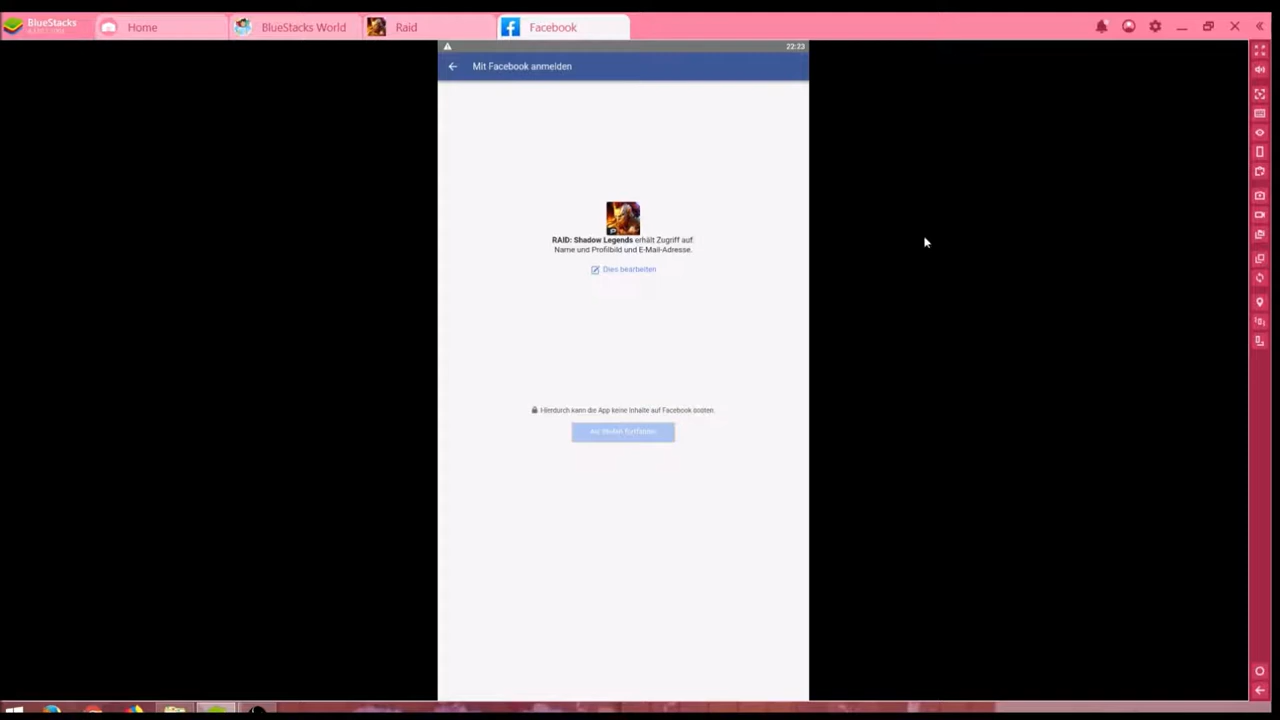 BlueStacks
Home
BlueStacks World
Raid
Facebook
22:23
Mit Facebook anmelden
RAID: Shadow Legends erhält Zugriff auf:
Name und Profilbild und E-Mail-Adresse.
Dies bearbeiten
Hierdurch kann die App keine Inhalte auf Facebook posten.